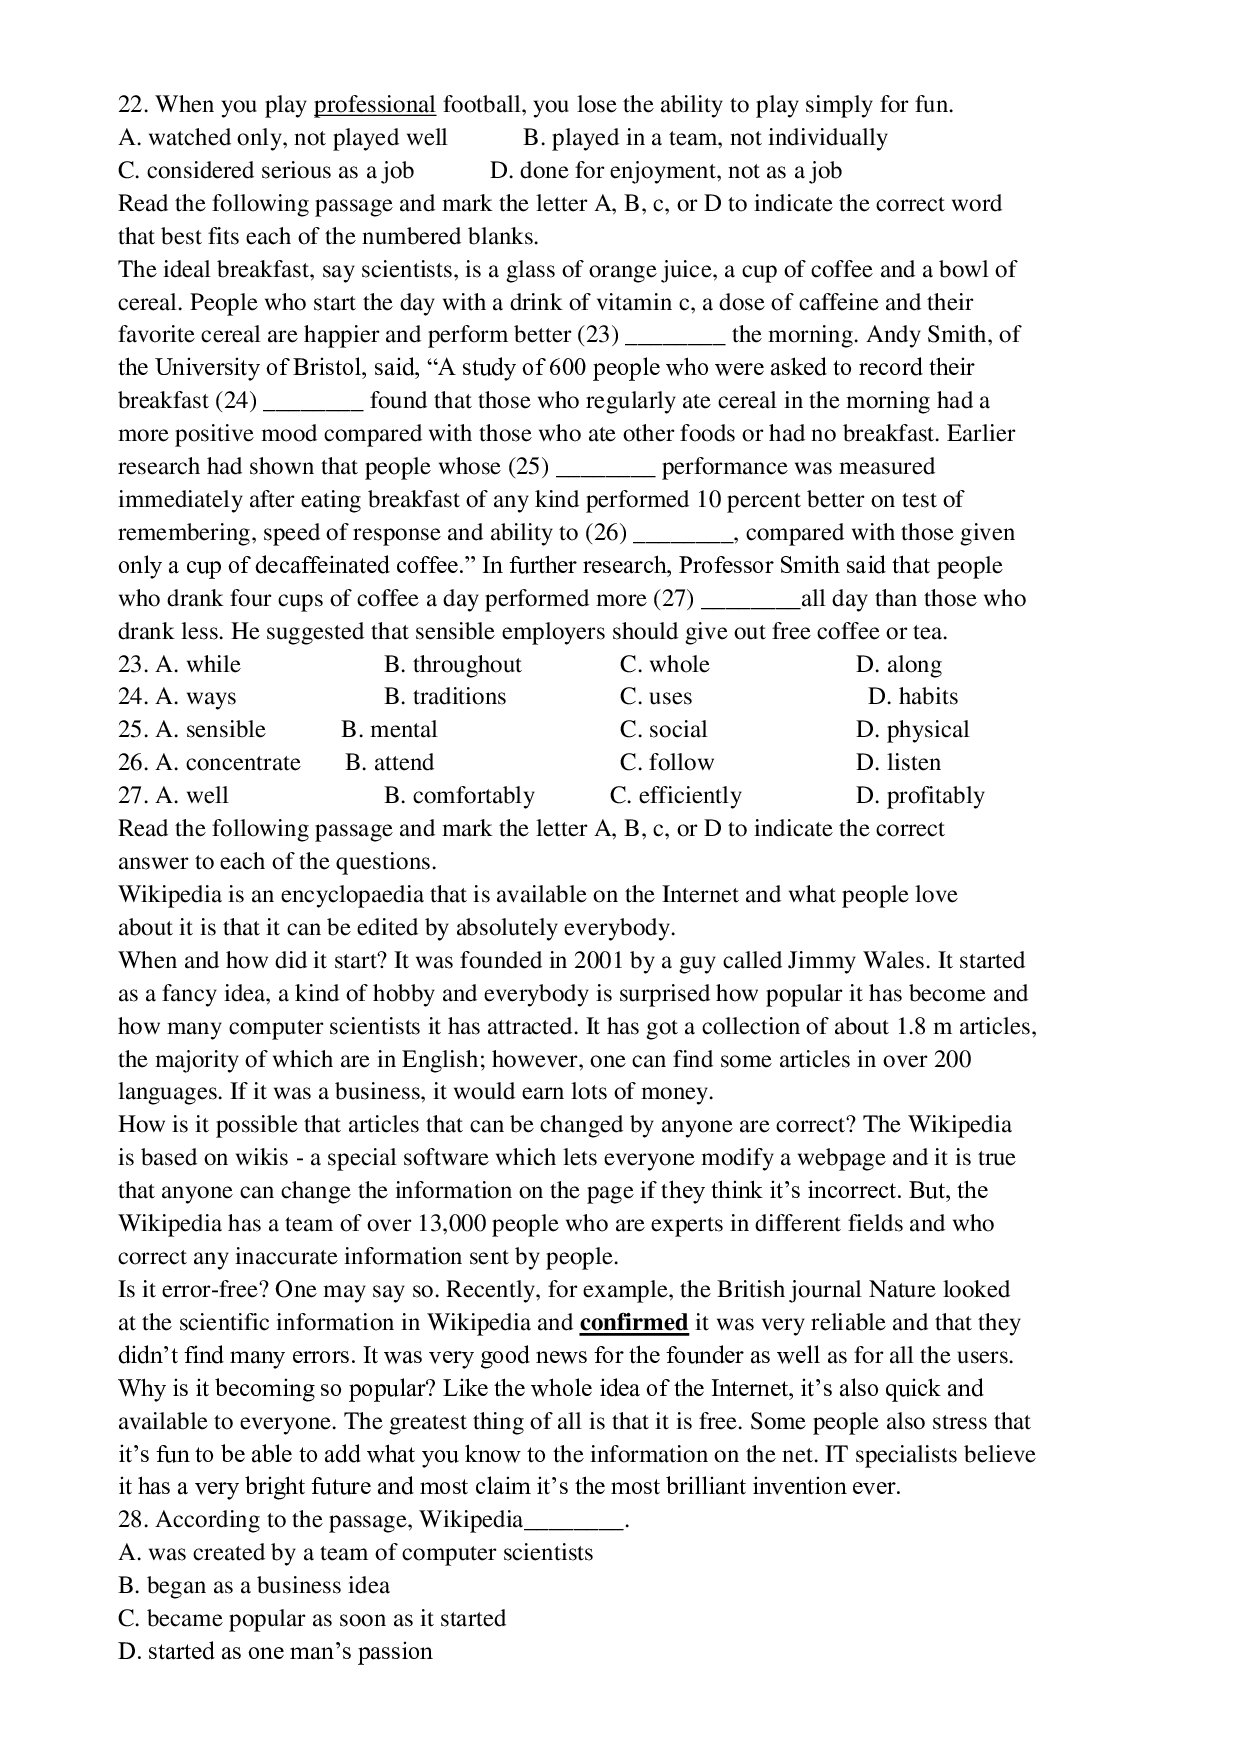 22. When you play professional football, you lose the ability to play simply for fun.
A. watched only, not played well B. played in a team, not individually
C. considered serious as a job D. done for enjoyment, not as a job
Read the following passage and mark the letter A, B, c, or D to indicate the correct word
that best fits each of the numbered blanks.
The ideal breakfast, say scientists, is a glass of orange juice, a cup of coffee and a bowl of
cereal. People who start the day with a drink of vitamin c, a dose of caffeine and their
favorite cereal are happier and perform better (23) ________ the morning. Andy Smith, of
the University of Bristol, said, “A study of 600 people who were asked to record their
breakfast (24) ________ found that those who regularly ate cereal in the morning had a
more positive mood compared with those who ate other foods or had no breakfast. Earlier
research had shown that people whose (25) ________ performance was measured
immediately after eating breakfast of any kind performed 10 percent better on test of
remembering, speed of response and ability to (26) ________, compared with those given
only a cup of decaffeinated coffee.” In further research, Professor Smith said that people
who drank four cups of coffee a day performed more (27) ________all day than those who
drank less. He suggested that sensible employers should give out free coffee or tea.
23. A. while B. throughout C. whole D. along
24. A. ways B. traditions C. uses D. habits
25. A. sensible B. mental C. social D. physical
26. A. concentrate B. attend C. follow D. listen
27. A. well B. comfortably C. efficiently D. profitably
Read the following passage and mark the letter A, B, c, or D to indicate the correct
answer to each of the questions.
Wikipedia is an encyclopaedia that is available on the Internet and what people love
about it is that it can be edited by absolutely everybody.
When and how did it start? It was founded in 2001 by a guy called Jimmy Wales. It started
as a fancy idea, a kind of hobby and everybody is surprised how popular it has become and
how many computer scientists it has attracted. It has got a collection of about 1.8 m articles,
the majority of which are in English; however, one can find some articles in over 200
languages. If it was a business, it would earn lots of money.
How is it possible that articles that can be changed by anyone are correct? The Wikipedia
is based on wikis - a special software which lets everyone modify a webpage and it is true
that anyone can change the information on the page if they think it’s incorrect. But, the
Wikipedia has a team of over 13,000 people who are experts in different fields and who
correct any inaccurate information sent by people.
Is it error-free? One may say so. Recently, for example, the British journal Nature looked
at the scientific information in Wikipedia and confirmed it was very reliable and that they
didn’t find many errors. It was very good news for the founder as well as for all the users.
Why is it becoming so popular? Like the whole idea of the Internet, it’s also quick and
available to everyone. The greatest thing of all is that it is free. Some people also stress that
it’s fun to be able to add what you know to the information on the net. IT specialists believe
it has a very bright future and most claim it’s the most brilliant invention ever.
28. According to the passage, Wikipedia________.
A. was created by a team of computer scientists
B. began as a business idea
C. became popular as soon as it started
D. started as one man’s passion